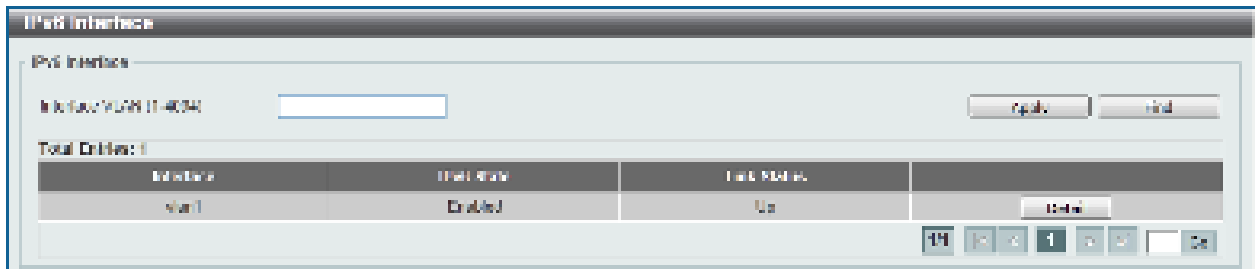 IPv6 Interface
IPv6 Interface
Interface VLAN (1-4094)
Apply
Find
Total Entries: 1
Interface
IPv6 State
Link Status
vlan1
Enabled
Up
Detail
1/1
|<
<
1
>
>|
Go